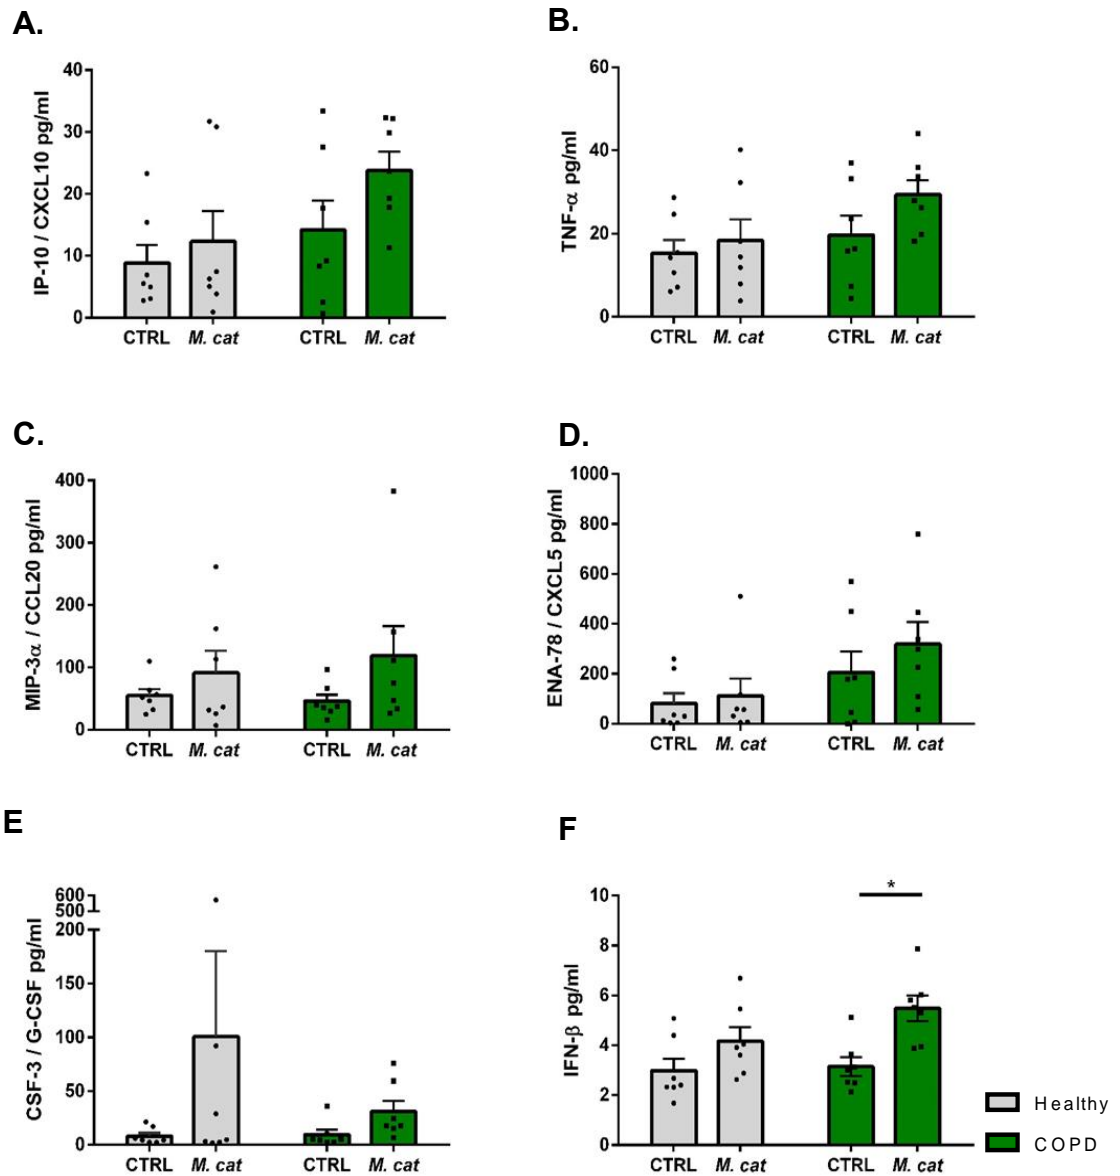 A.
IP-10 / CXCL10 pg/ml
40
30
20
10
0
CTRL M. cat CTRL M. cat
B.
TNF-α pg/ml
60
40
20
0
CTRL M. cat CTRL M. cat
C.
MIP-3α / CCL20 pg/ml
400
300
200
100
0
CTRL M. cat CTRL M. cat
D.
ENA-78 / CXCL5 pg/ml
1000
800
600
400
200
0
CTRL M. cat CTRL M. cat
E
CSF-3 / G-CSF pg/ml
600
500
200
150
100
50
0
CTRL M. cat CTRL M. cat
F
IFN-β pg/ml
10
8
6
4
2
0
*
CTRL M. cat CTRL M. cat
Healthy
COPD